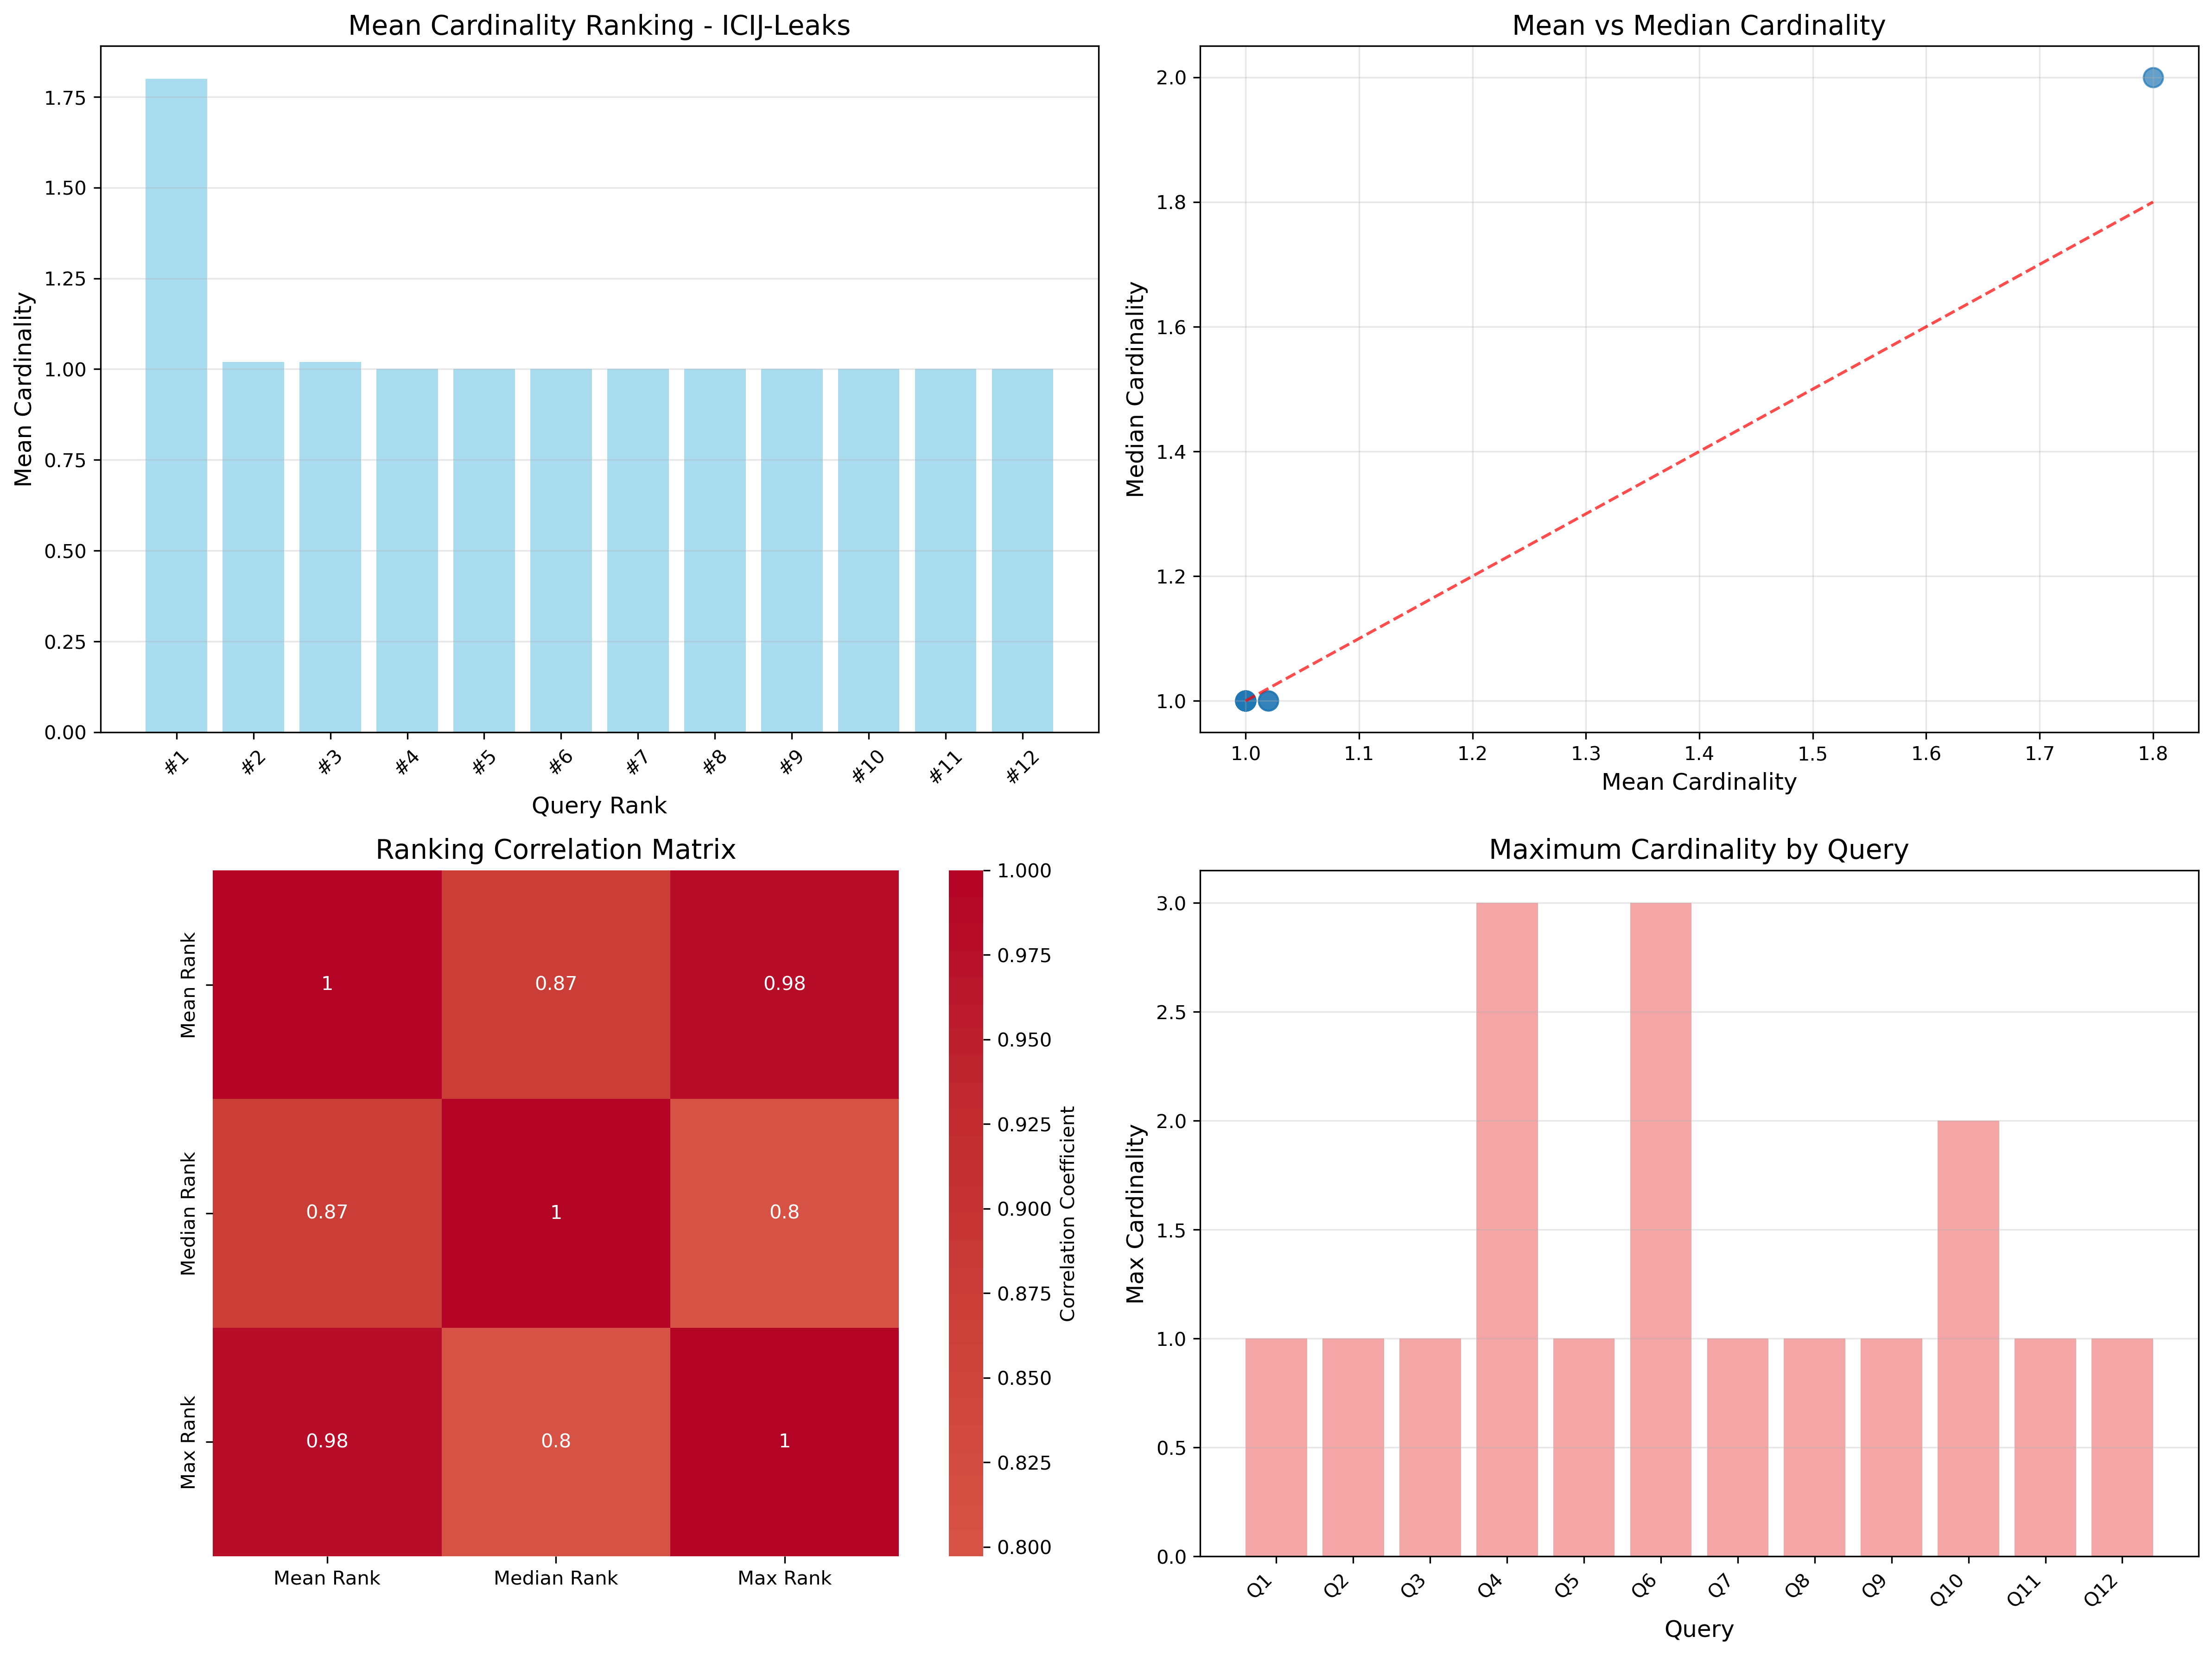 Mean Cardinality Ranking - ICIJ-Leaks
Mean Cardinality
1.75
1.50
1.25
1.00
0.75
0.50
0.25
0.00
#1 #2 #3 #4 #5 #6 #7 #8 #9 #10 #11 #12
Query Rank
Mean vs Median Cardinality
Median Cardinality
2.0
1.8
1.6
1.4
1.2
1.0
1.0 1.1 1.2 1.3 1.4 1.5 1.6 1.7 1.8
Mean Cardinality
Ranking Correlation Matrix
Mean Rank
1 0.87 0.98
Median Rank
0.87 1 0.8
Max Rank
0.98 0.8 1
Mean Rank Median Rank Max Rank
1.000
0.975
0.950
0.925
0.900
0.875
0.850
0.825
0.800
Correlation Coefficient
Maximum Cardinality by Query
Max Cardinality
3.0
2.5
2.0
1.5
1.0
0.5
0.0
Q1 Q2 Q3 Q4 Q5 Q6 Q7 Q8 Q9 Q10 Q11 Q12
Query